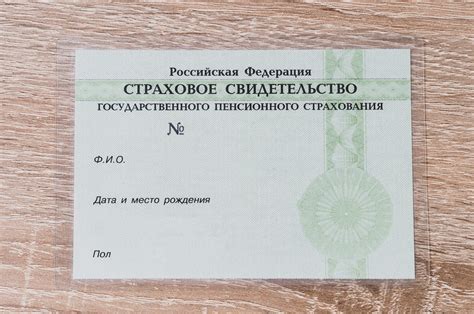 Российская Федерация
СТРАХОВОЕ СВИДЕТЕЛЬСТВО
ГОСУДАРСТВЕННОГО ПЕНСИОННОГО СТРАХОВАНИЯ
№
Ф.И.О.
Дата и место рождения
Пол